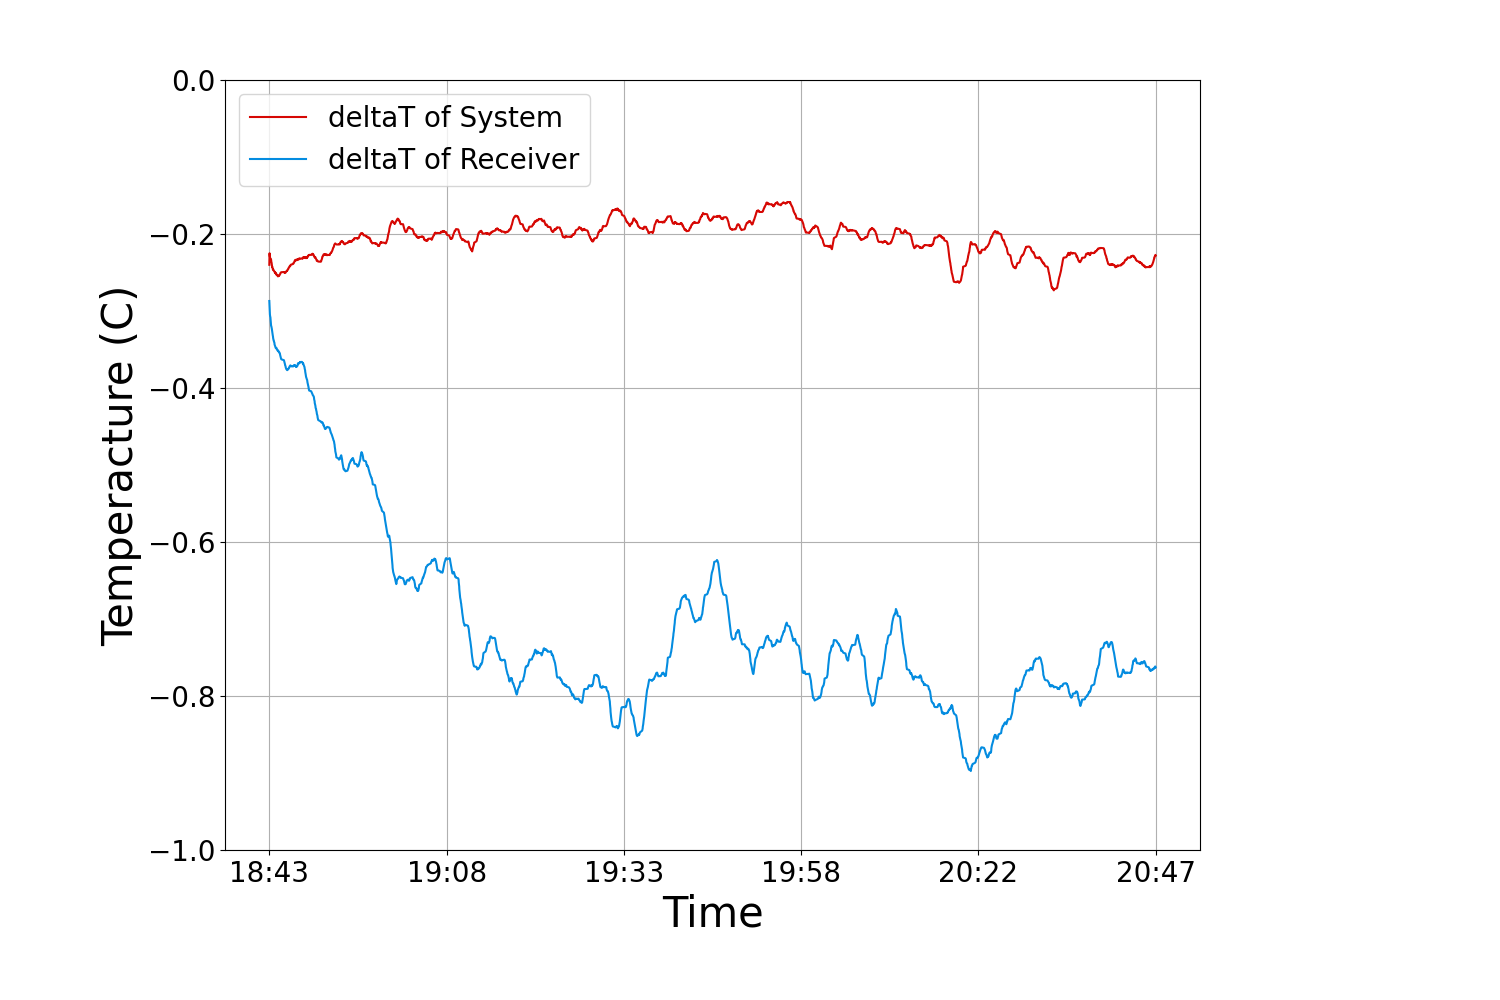 0.0
deltaT of System
deltaT of Receiver
−0.2
−0.4
−0.6
−0.8
−1.0
Temperacture (C)
18:43 19:08 19:33 19:58 20:22 20:47
Time